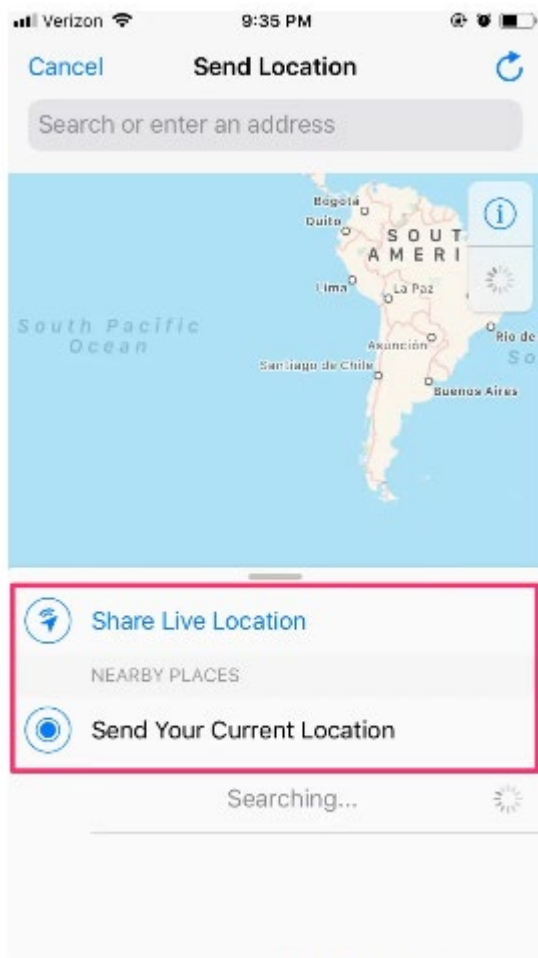 Verizon 9:35 PM
Cancel Send Location
Search or enter an address
Bogotá
Quito
SOUT
AMERI
Lima
La Paz
South Pacific
Ocean
Rio de
So
Asunción
Santiago de Chile
Buenos Aires
Share Live Location
NEARBY PLACES
Send Your Current Location
Searching...